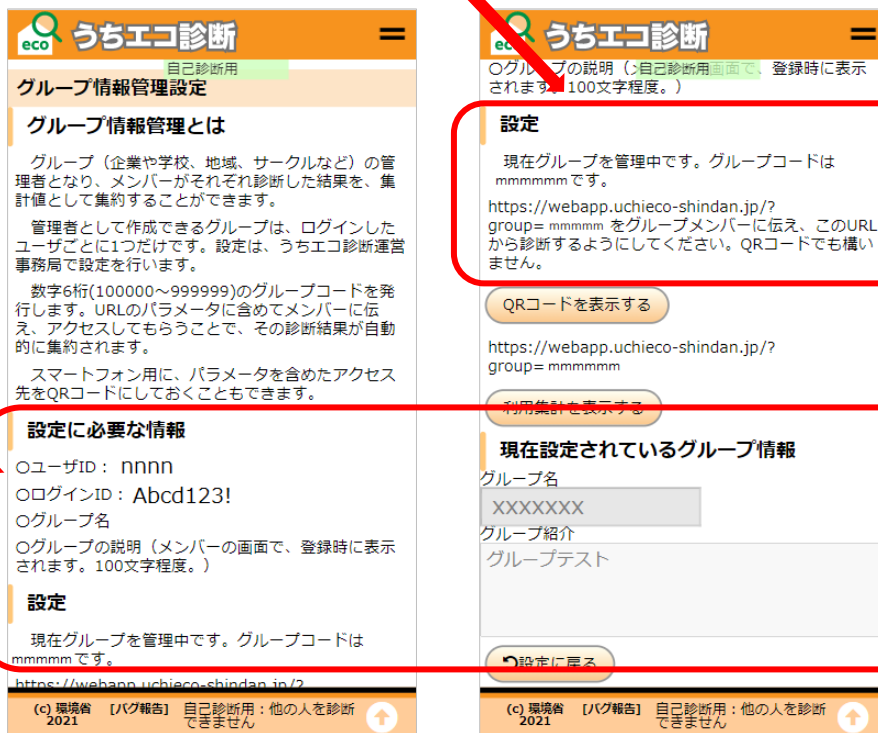 eco うちエコ診断
自己診断用
グループ情報管理設定
グループ情報管理とは
グループ（企業や学校、地域、サークルなど）の管
理者となり、メンバーがそれぞれ診断した結果を、集
計値として集約することができます。
管理者として作成できるグループは、ログインした
ユーザごとに1つだけです。設定は、うちエコ診断運営
事務局で設定を行います。
数字6桁(100000～999999)のグループコードを発
行します。URLのパラメータに含めてメンバーに伝
え、アクセスしてもらうことで、その診断結果が自動
的に集約されます。
スマートフォン用に、パラメータを含めたアクセス
先をQRコードにしておくこともできます。
設定に必要な情報
○ユーザID： nnnn
○ログインID： Abcd123!
○グループ名
○グループの説明（メンバーの画面で、登録時に表示
されます。100文字程度。）
設定
現在グループを管理中です。グループコードは
mmmmm です。
https://webapp.uchieco-shindan.jp/?
(c) 環境省 2021 [バグ報告] 自己診断用：他の人を診断
できません
eco うちエコ診断
○グループの説明（ 自己診断用 画面で、登録時に表示
されます。100文字程度。）
設定
現在グループを管理中です。グループコードは
mmmmmmです。
https://webapp.uchieco-shindan.jp/?
group= mmmmm をグループメンバーに伝え、このURL
から診断するようにしてください。QRコードでも構い
ません。
QRコードを表示する
https://webapp.uchieco-shindan.jp/?
group= mmmmmm
利用集計を表示する
現在設定されているグループ情報
グループ名
XXXXXXX
グループ紹介
グループテスト
設定に戻る
(c) 環境省 2021 [バグ報告] 自己診断用：他の人を診断
できません